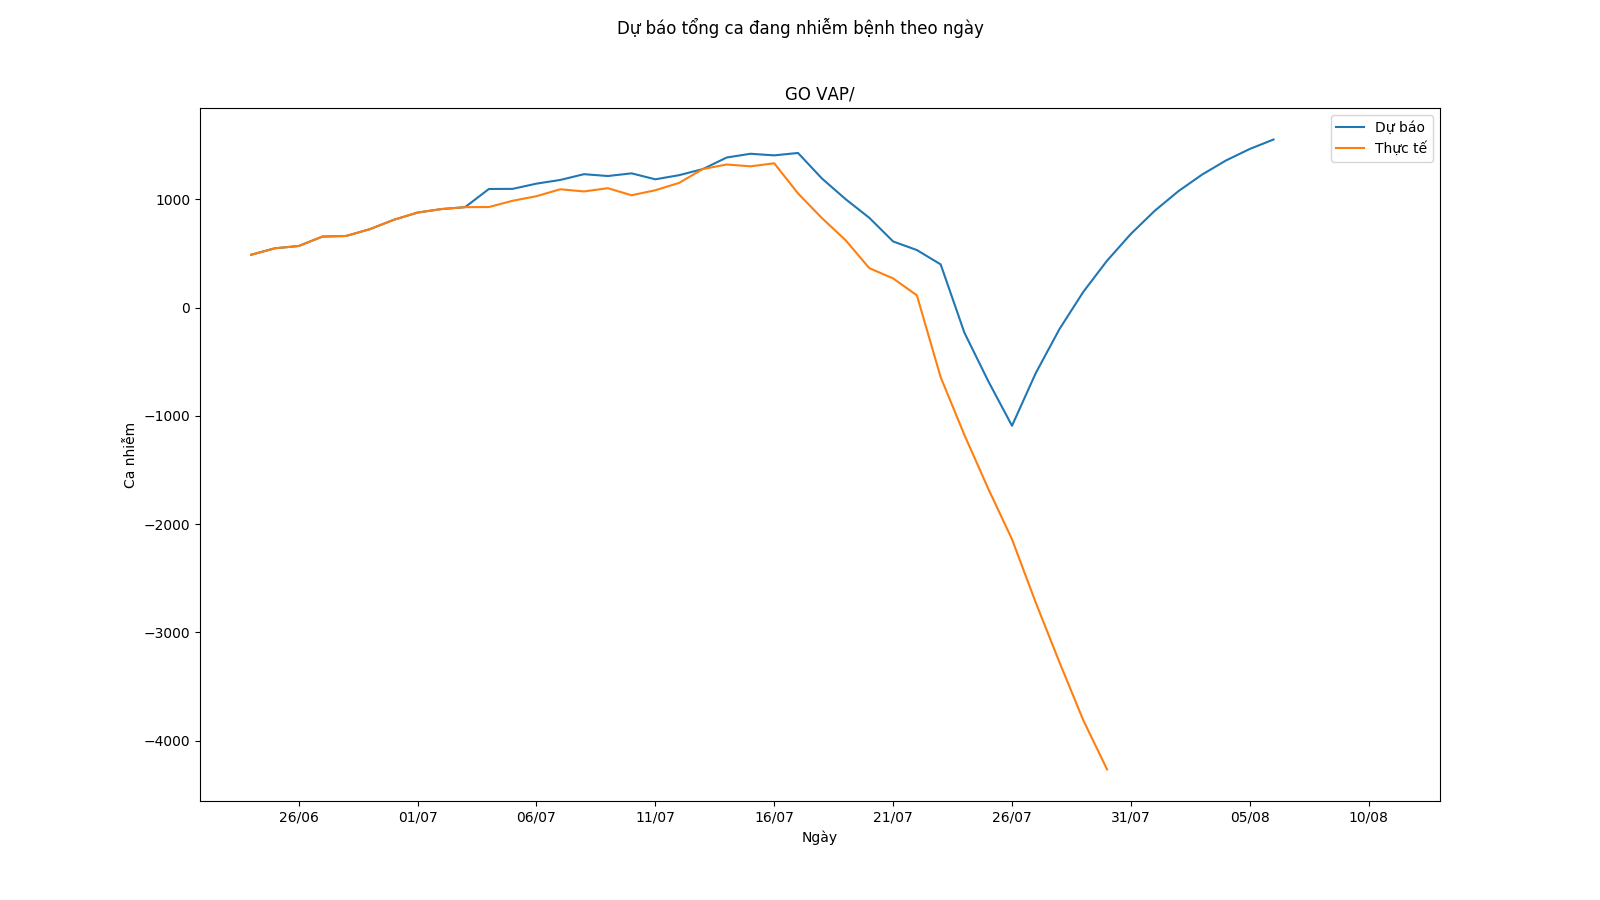 Dự báo tổng ca đang nhiễm bệnh theo ngày
GO VAP/
Dự báo
Thực tế
1000
0
−1000
−2000
−3000
−4000
Ca nhiễm
26/06
01/07
06/07
11/07
16/07
21/07
26/07
31/07
05/08
10/08
Ngày